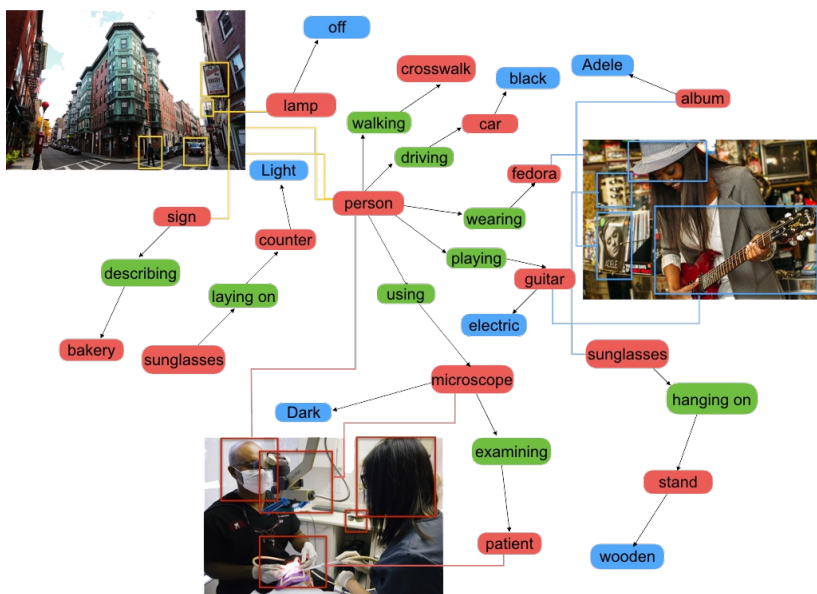 off
Adele
crosswalk
black
lamp
album
walking
car
driving
Light
fedora
person
sign
wearing
counter
playing
describing
guitar
using
laying on
electric
bakery
sunglasses
sunglasses
microscope
hanging on
Dark
examining
stand
patient
wooden
ADELE